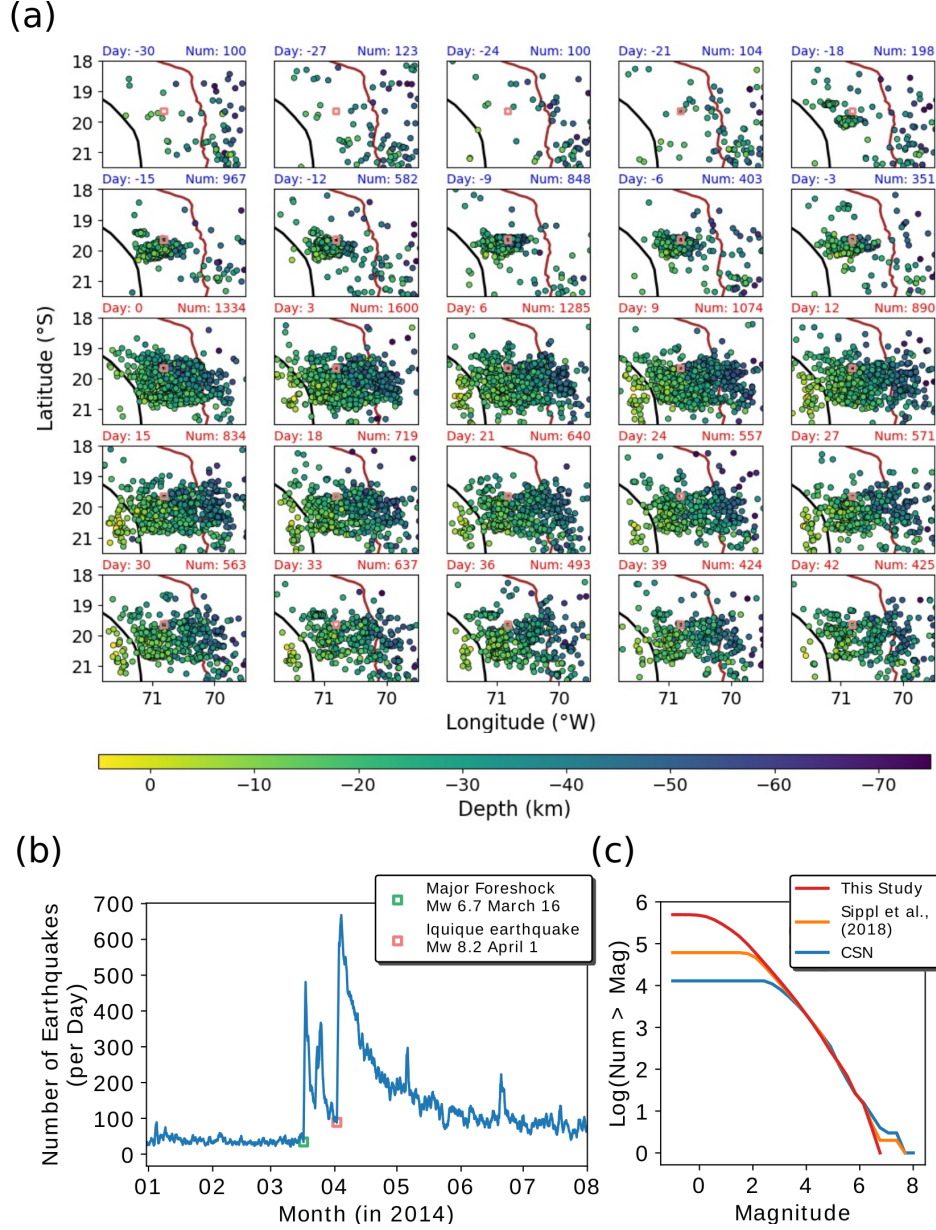 (a)
Day: -30 Num: 100
Day: -27 Num: 123
Day: -24 Num: 100
Day: -21 Num: 104
Day: -18 Num: 198
18
19
20
21
Day: -15 Num: 967
Day: -12 Num: 582
Day: -9 Num: 848
Day: -6 Num: 403
Day: -3 Num: 351
18
19
20
21
Day: 0 Num: 1334
Day: 3 Num: 1600
Day: 6 Num: 1285
Day: 9 Num: 1074
Day: 12 Num: 890
18
19
20
21
Latitude (°S)
Day: 15 Num: 834
Day: 18 Num: 719
Day: 21 Num: 640
Day: 24 Num: 557
Day: 27 Num: 571
18
19
20
21
Day: 30 Num: 563
Day: 33 Num: 637
Day: 36 Num: 493
Day: 39 Num: 424
Day: 42 Num: 425
18
19
20
21
71 70 71 70 71 70 71 70 71 70
Longitude (°W)
0 −10 −20 −30 −40 −50 −60 −70
Depth (km)
(b)
Number of Earthquakes
(per Day)
700
600
500
400
300
200
100
0
Major Foreshock
Mw 6.7 March 16
Iquique earthquake
Mw 8.2 April 1
01 02 03 04 05 06 07 08
Month (in 2014)
(c)
Log(Num > Mag)
6
5
4
3
2
1
0
This Study
Sippl et al.,
(2018)
CSN
0 2 4 6 8
Magnitude